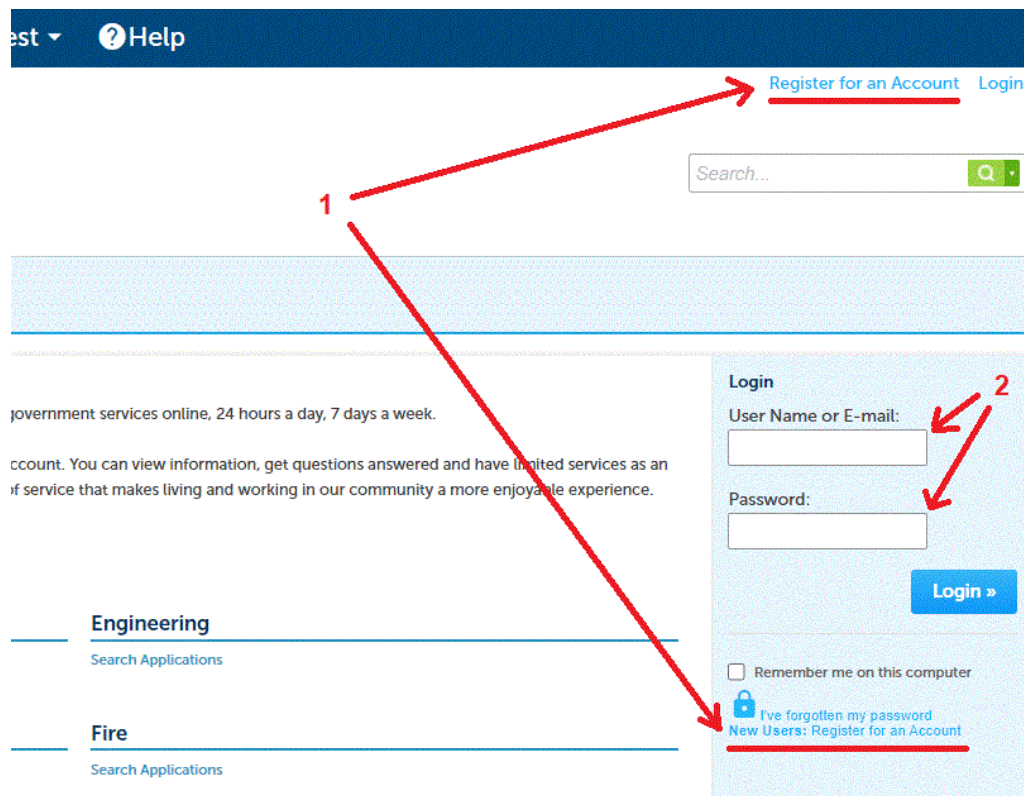 est ? Help
Register for an Account Login
Search...
1
Login
2
User Name or E-mail:
government services online, 24 hours a day, 7 days a week.
ccount. You can view information, get questions answered and have limited services as an
of service that makes living and working in our community a more enjoyable experience.
Password:
Login »
Engineering
Search Applications
Remember me on this computer
I've forgotten my password
New Users: Register for an Account
Fire
Search Applications